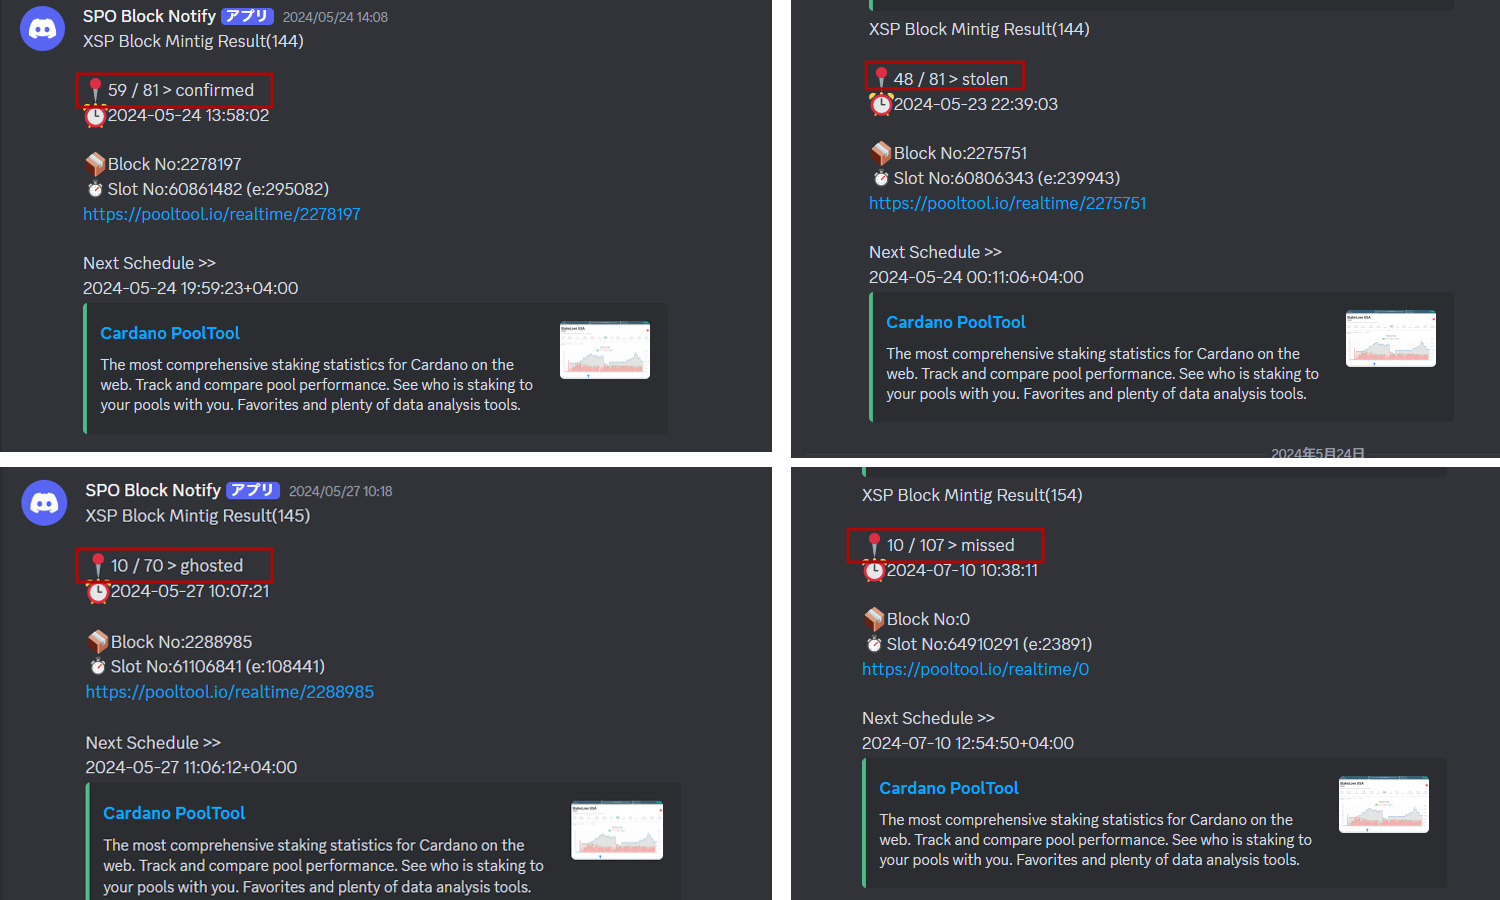 SPO Block Notify アプリ 2024/05/24 14:08
XSP Block Mintig Result(144)
59 / 81 > confirmed
2024-05-24 13:58:02
Block No:2278197
Slot No:60861482 (e:295082)
https://pooltool.io/realtime/2278197
Next Schedule >>
2024-05-24 19:59:23+04:00
Cardano PoolTool
The most comprehensive staking statistics for Cardano on the
web. Track and compare pool performance. See who is staking to
your pools with you. Favorites and plenty of data analysis tools.
XSP Block Mintig Result(144)
48 / 81 > stolen
2024-05-23 22:39:03
Block No:2275751
Slot No:60806343 (e:239943)
https://pooltool.io/realtime/2275751
Next Schedule >>
2024-05-24 00:11:06+04:00
Cardano PoolTool
The most comprehensive staking statistics for Cardano on the
web. Track and compare pool performance. See who is staking to
your pools with you. Favorites and plenty of data analysis tools.
2024年5月24日
SPO Block Notify アプリ 2024/05/27 10:18
XSP Block Mintig Result(145)
10 / 70 > ghosted
2024-05-27 10:07:21
Block No:2288985
Slot No:61106841 (e:108441)
https://pooltool.io/realtime/2288985
Next Schedule >>
2024-05-27 11:06:12+04:00
Cardano PoolTool
The most comprehensive staking statistics for Cardano on the
web. Track and compare pool performance. See who is staking to
your pools with you. Favorites and plenty of data analysis tools.
XSP Block Mintig Result(154)
10 / 107 > missed
2024-07-10 10:38:11
Block No:0
Slot No:64910291 (e:23891)
https://pooltool.io/realtime/0
Next Schedule >>
2024-07-10 12:54:50+04:00
Cardano PoolTool
The most comprehensive staking statistics for Cardano on the
web. Track and compare pool performance. See who is staking to
your pools with you. Favorites and plenty of data analysis tools.